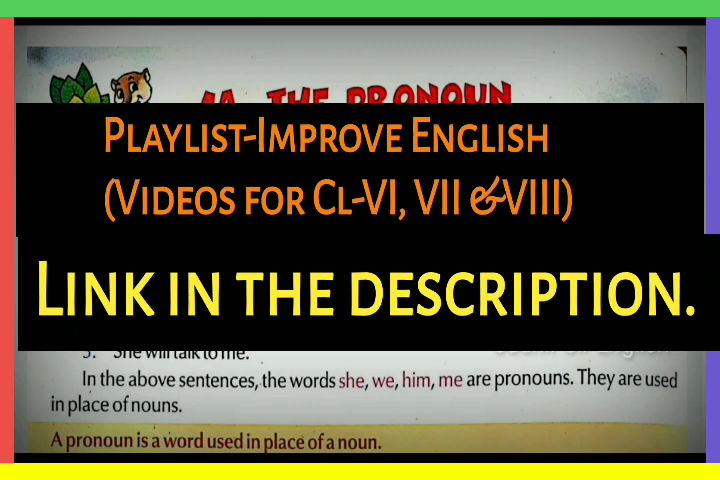 THE PRONOUN
PLAYLIST-IMPROVE ENGLISH
(VIDEOS FOR CL-VI, VII & VIII)
LINK IN THE DESCRIPTION.
She will talk to me.
In the above sentences, the words she, we, him, me are pronouns. They are used
in place of nouns.
A pronoun is a word used in place of a noun.